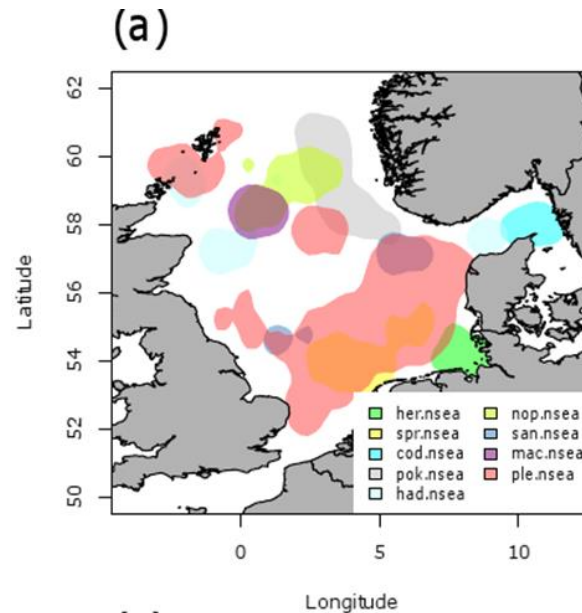 (a)
62
60
58
56
54
52
50
Latitude
her.nsea nop.nsea
spr.nsea san.nsea
cod.nsea mac.nsea
pok.nsea ple.nsea
had.nsea
0 5 10
Longitude